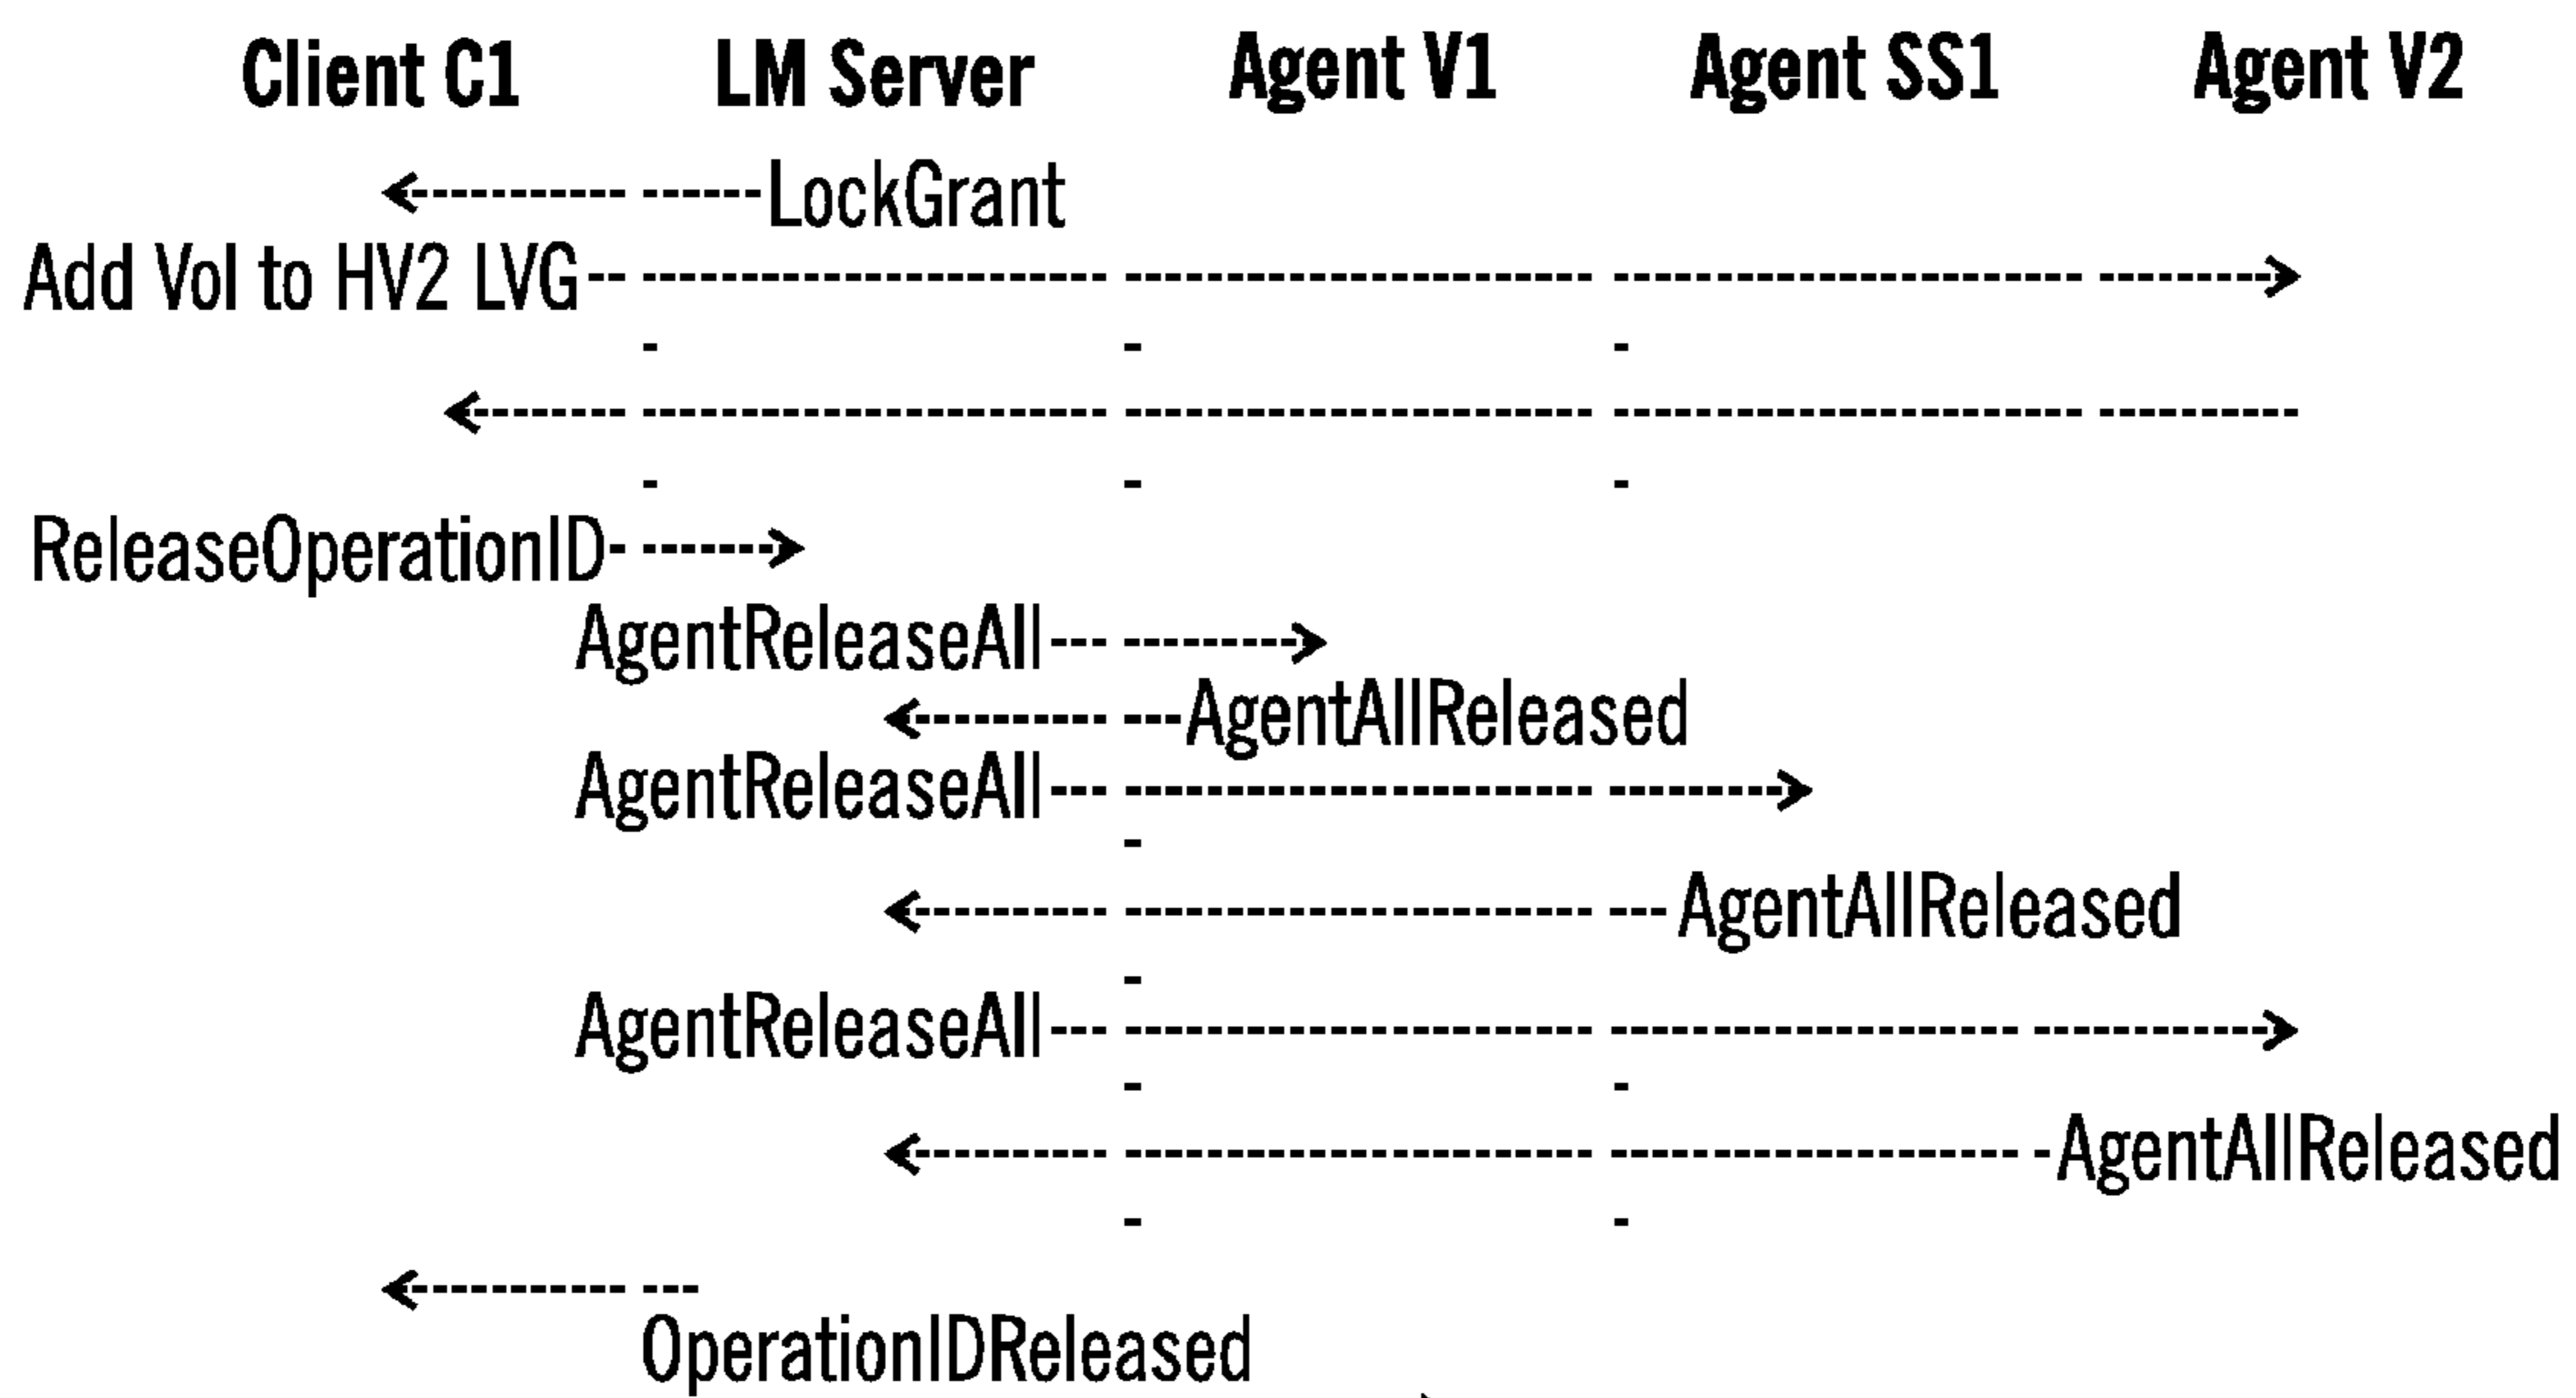 Client C1 LM Server Agent V1 Agent SS1 Agent V2
LockGrant
Add Vol to HV2 LVG
ReleaseOperationID
AgentReleaseAll
AgentAllReleased
AgentReleaseAll
AgentAllReleased
AgentReleaseAll
AgentAllReleased
OperationIDReleased